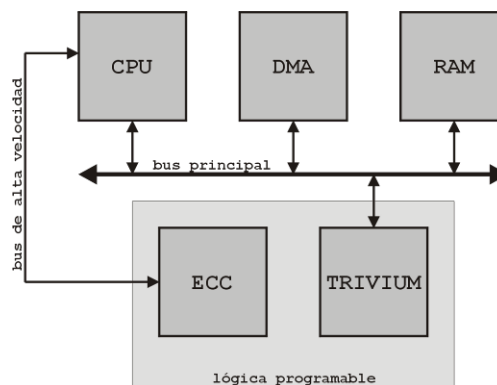 CPU
DMA
RAM
bus de alta velocidad
bus principal
ECC
TRIVIUM
lógica programable